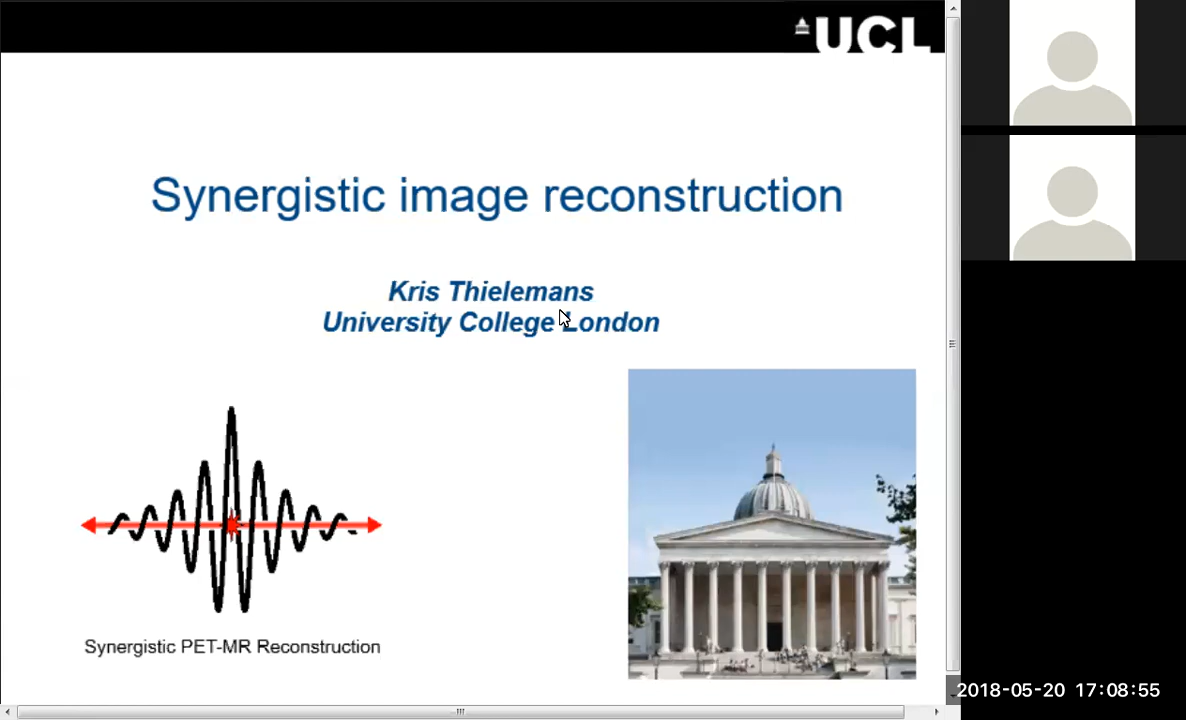 UCL
Synergistic image reconstruction
Kris Thielemans
University College London
Synergistic PET-MR Reconstruction
2018-05-20 17:08:55